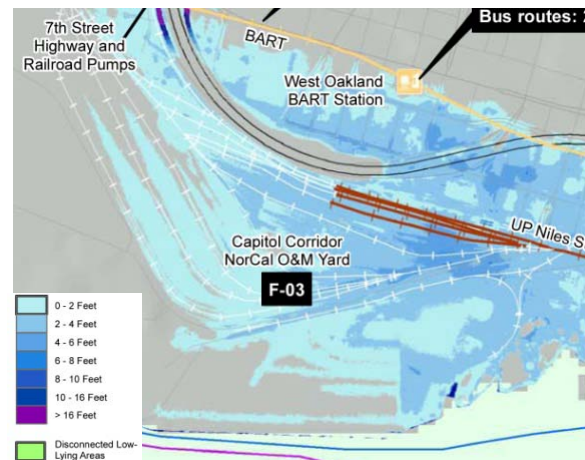 Bus routes:
7th Street
Highway and
Railroad Pumps
BART
West Oakland
BART Station
UP Niles
Capitol Corridor
NorCal O&M Yard
F-03
0 - 2 Feet
2 - 4 Feet
4 - 6 Feet
6 - 8 Feet
8 - 10 Feet
10 - 16 Feet
> 16 Feet
Disconnected Low-
Lying Areas